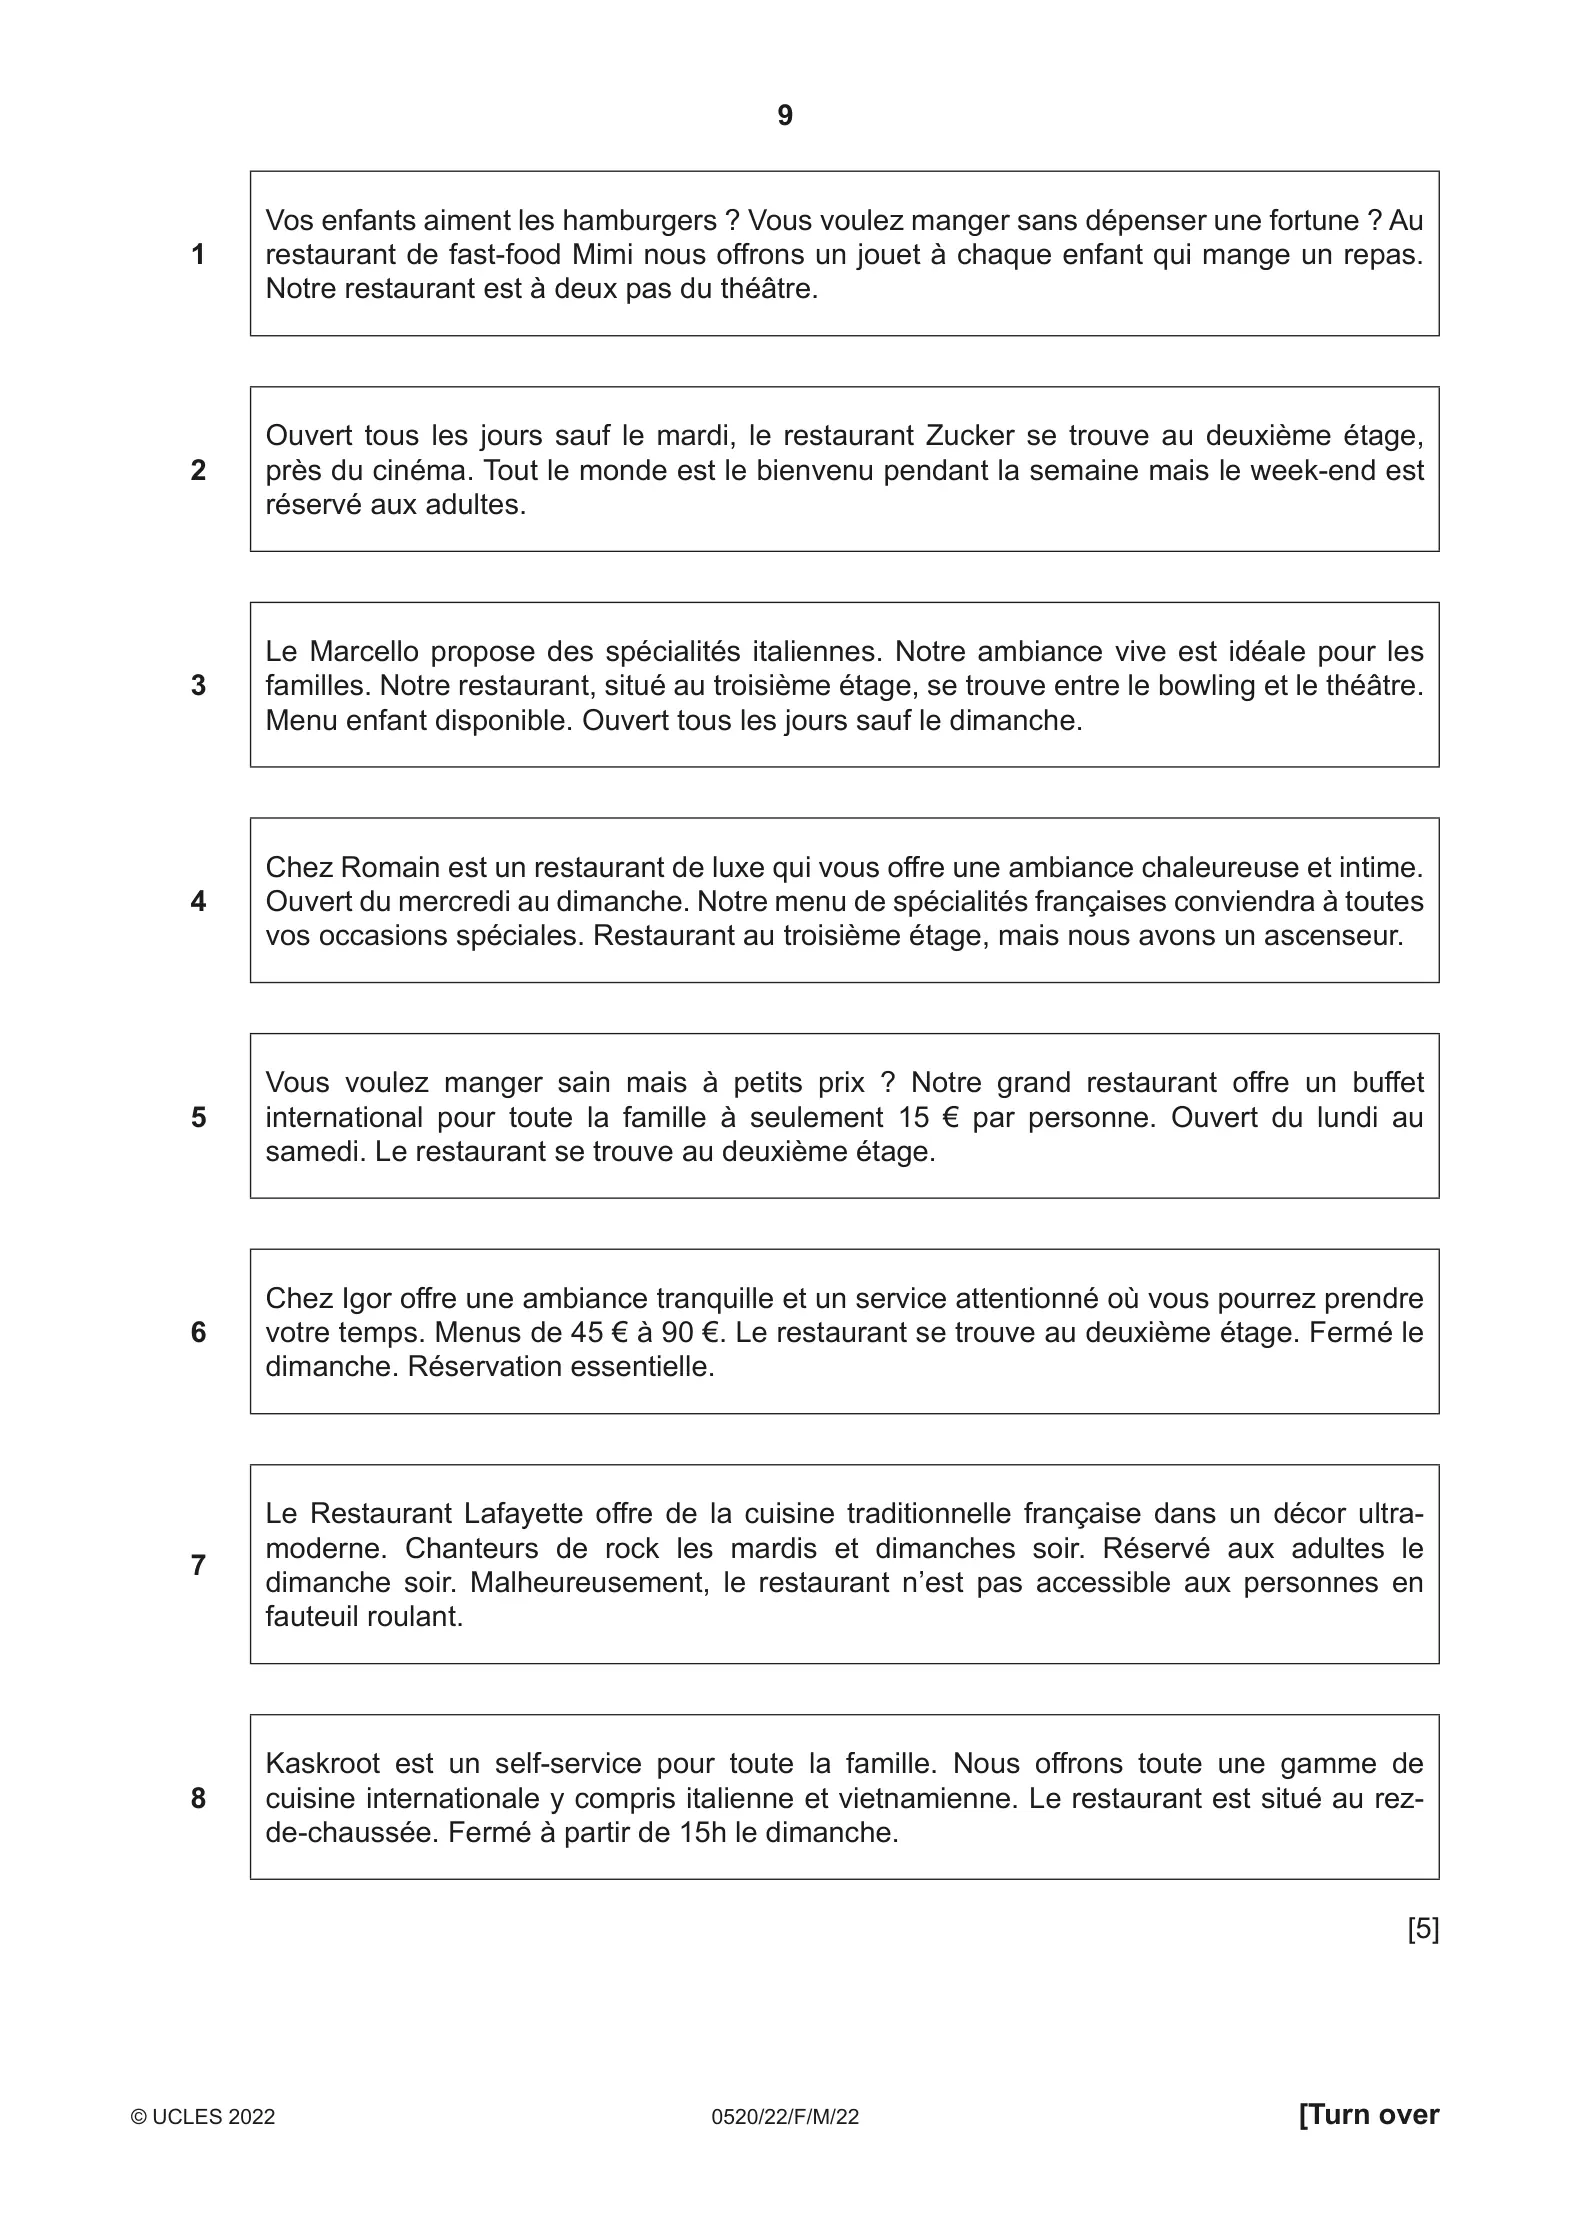 9
1
Vos enfants aiment les hamburgers ? Vous voulez manger sans dépenser une fortune ? Au
restaurant de fast-food Mimi nous offrons un jouet à chaque enfant qui mange un repas.
Notre restaurant est à deux pas du théâtre.
2
Ouvert tous les jours sauf le mardi, le restaurant Zucker se trouve au deuxième étage,
près du cinéma. Tout le monde est le bienvenu pendant la semaine mais le week-end est
réservé aux adultes.
3
Le Marcello propose des spécialités italiennes. Notre ambiance vive est idéale pour les
familles. Notre restaurant, situé au troisième étage, se trouve entre le bowling et le théâtre.
Menu enfant disponible. Ouvert tous les jours sauf le dimanche.
4
Chez Romain est un restaurant de luxe qui vous offre une ambiance chaleureuse et intime.
Ouvert du mercredi au dimanche. Notre menu de spécialités françaises conviendra à toutes
vos occasions spéciales. Restaurant au troisième étage, mais nous avons un ascenseur.
5
Vous voulez manger sain mais à petits prix ? Notre grand restaurant offre un buffet
international pour toute la famille à seulement 15 € par personne. Ouvert du lundi au
samedi. Le restaurant se trouve au deuxième étage.
6
Chez Igor offre une ambiance tranquille et un service attentionné où vous pourrez prendre
votre temps. Menus de 45 € à 90 €. Le restaurant se trouve au deuxième étage. Fermé le
dimanche. Réservation essentielle.
7
Le Restaurant Lafayette offre de la cuisine traditionnelle française dans un décor ultra-
moderne. Chanteurs de rock les mardis et dimanches soir. Réservé aux adultes le
dimanche soir. Malheureusement, le restaurant n’est pas accessible aux personnes en
fauteuil roulant.
8
Kaskroot est un self-service pour toute la famille. Nous offrons toute une gamme de
cuisine internationale y compris italienne et vietnamienne. Le restaurant est situé au rez-
de-chaussée. Fermé à partir de 15h le dimanche.
[5]
© UCLES 2022
0520/22/F/M/22
[Turn over